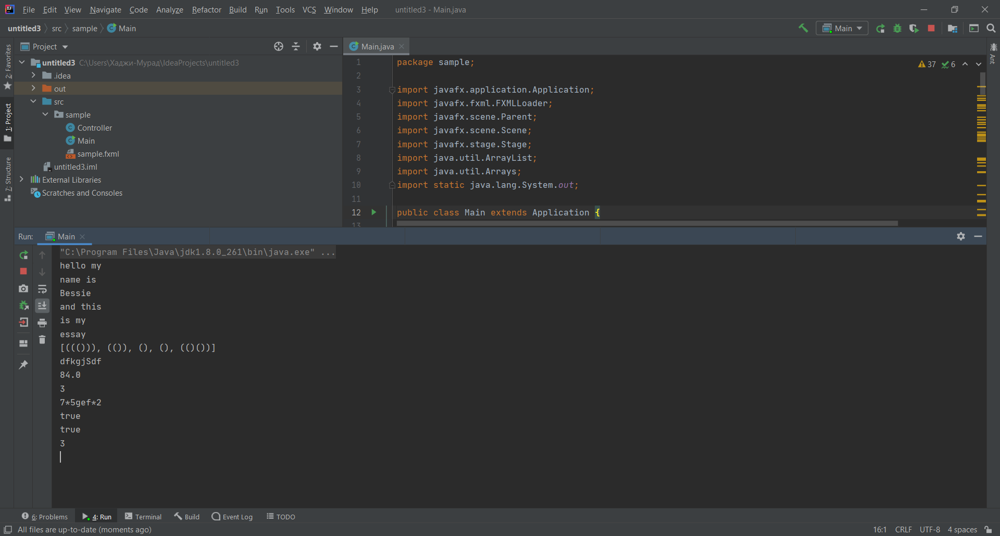 File Edit View Navigate Code Analyze Refactor Build Run Tools VCS Window Help untitled3 - Main.java
untitled3 src sample Main
Main
Project
Main.java
2: Favorites
1: Project
7: Structure
Ant
untitled3 C:\Users\Хаджи-Мурад\IdeaProjects\untitled3
.idea
out
src
sample
Controller
Main
sample.fxml
untitled3.iml
External Libraries
Scratches and Consoles
37 6
1 package sample;
2
3 import javafx.application.Application;
4 import javafx.fxml.FXMLLoader;
5 import javafx.scene.Parent;
6 import javafx.scene.Scene;
7 import javafx.stage.Stage;
8 import java.util.ArrayList;
9 import java.util.Arrays;
10 import static java.lang.System.out;
11
12 public class Main extends Application {
13
Run: Main
"C:\Program Files\Java\jdk1.8.0_261\bin\java.exe" ...
hello my
name is
Bessie
and this
is my
essay
[((())), (()), (), (), (()())]
dfkgjSdf
84.0
3
7*5gef*2
true
true
3
6: Problems 4: Run Terminal Build Event Log TODO
All files are up-to-date (moments ago)
16:1 CRLF UTF-8 4 spaces